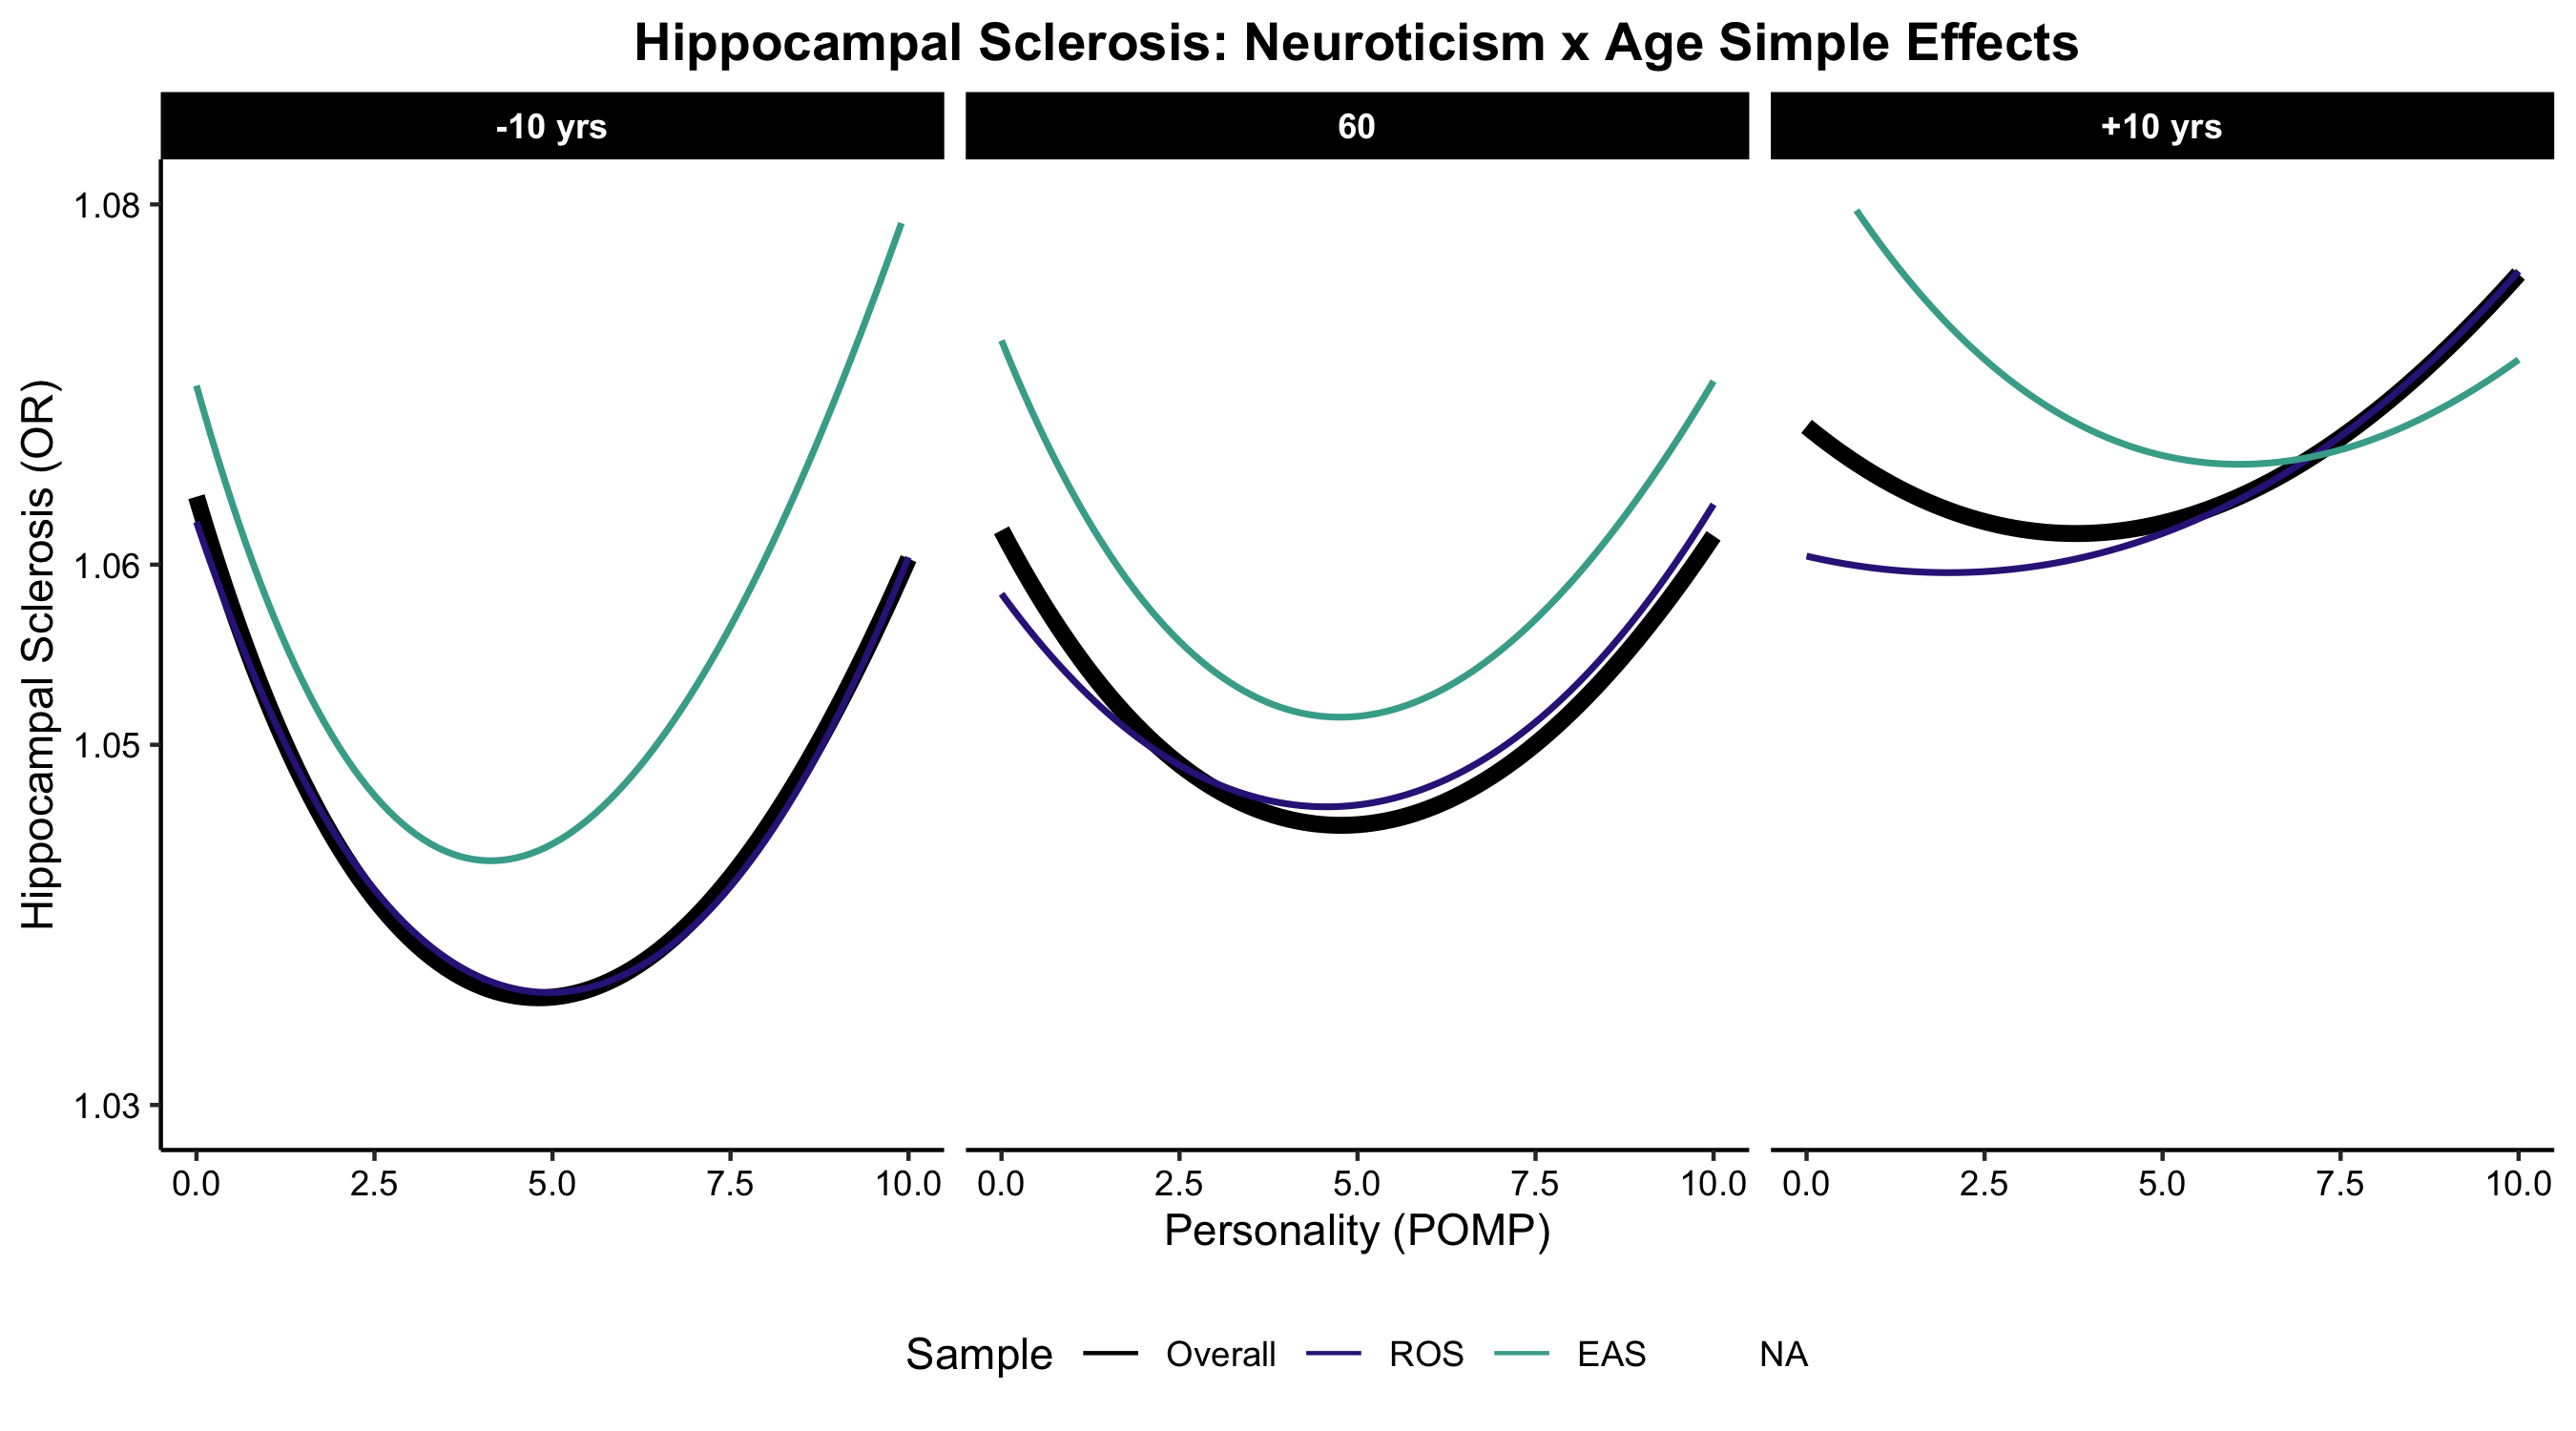 Hippocampal Sclerosis: Neuroticism x Age Simple Effects
-10 yrs
60
+10 yrs
Hippocampal Sclerosis (OR)
1.08
1.06
1.05
1.03
0.0 2.5 5.0 7.5 10.0
0.0 2.5 5.0 7.5 10.0
0.0 2.5 5.0 7.5 10.0
Personality (POMP)
Sample Overall ROS EAS NA